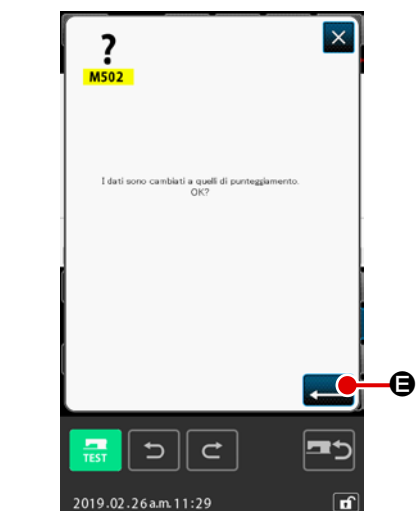 ?
M502
I dati sono cambiati a quelli di punteggiamento.
OK?
E
TEST
2019.02.26a.m.11:29